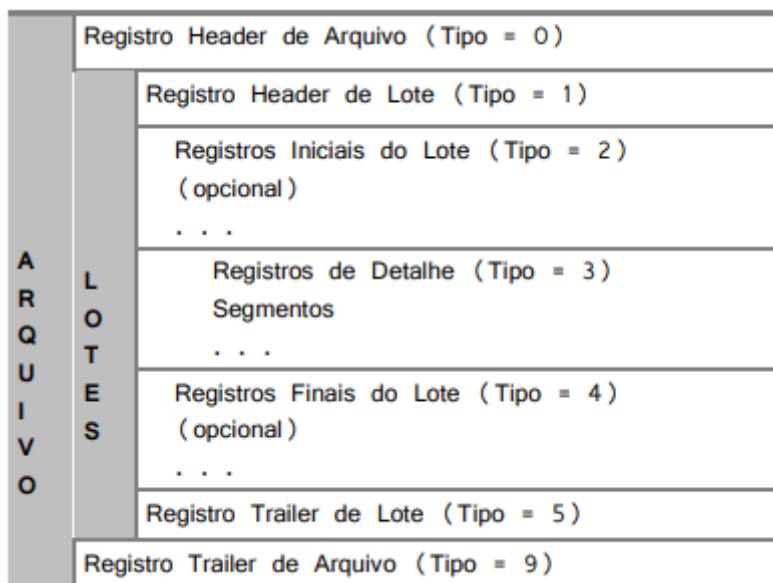 Registro Header de Arquivo (Tipo = 0)
Registro Header de Lote (Tipo = 1)
Registros Iniciais do Lote (Tipo = 2)
(opcional)
. . .
Registros de Detalhe (Tipo = 3)
Segmentos
. . .
Registros Finais do Lote (Tipo = 4)
(opcional)
. . .
Registro Trailer de Lote (Tipo = 5)
Registro Trailer de Arquivo (Tipo = 9)
ARQUIVO
LOTES